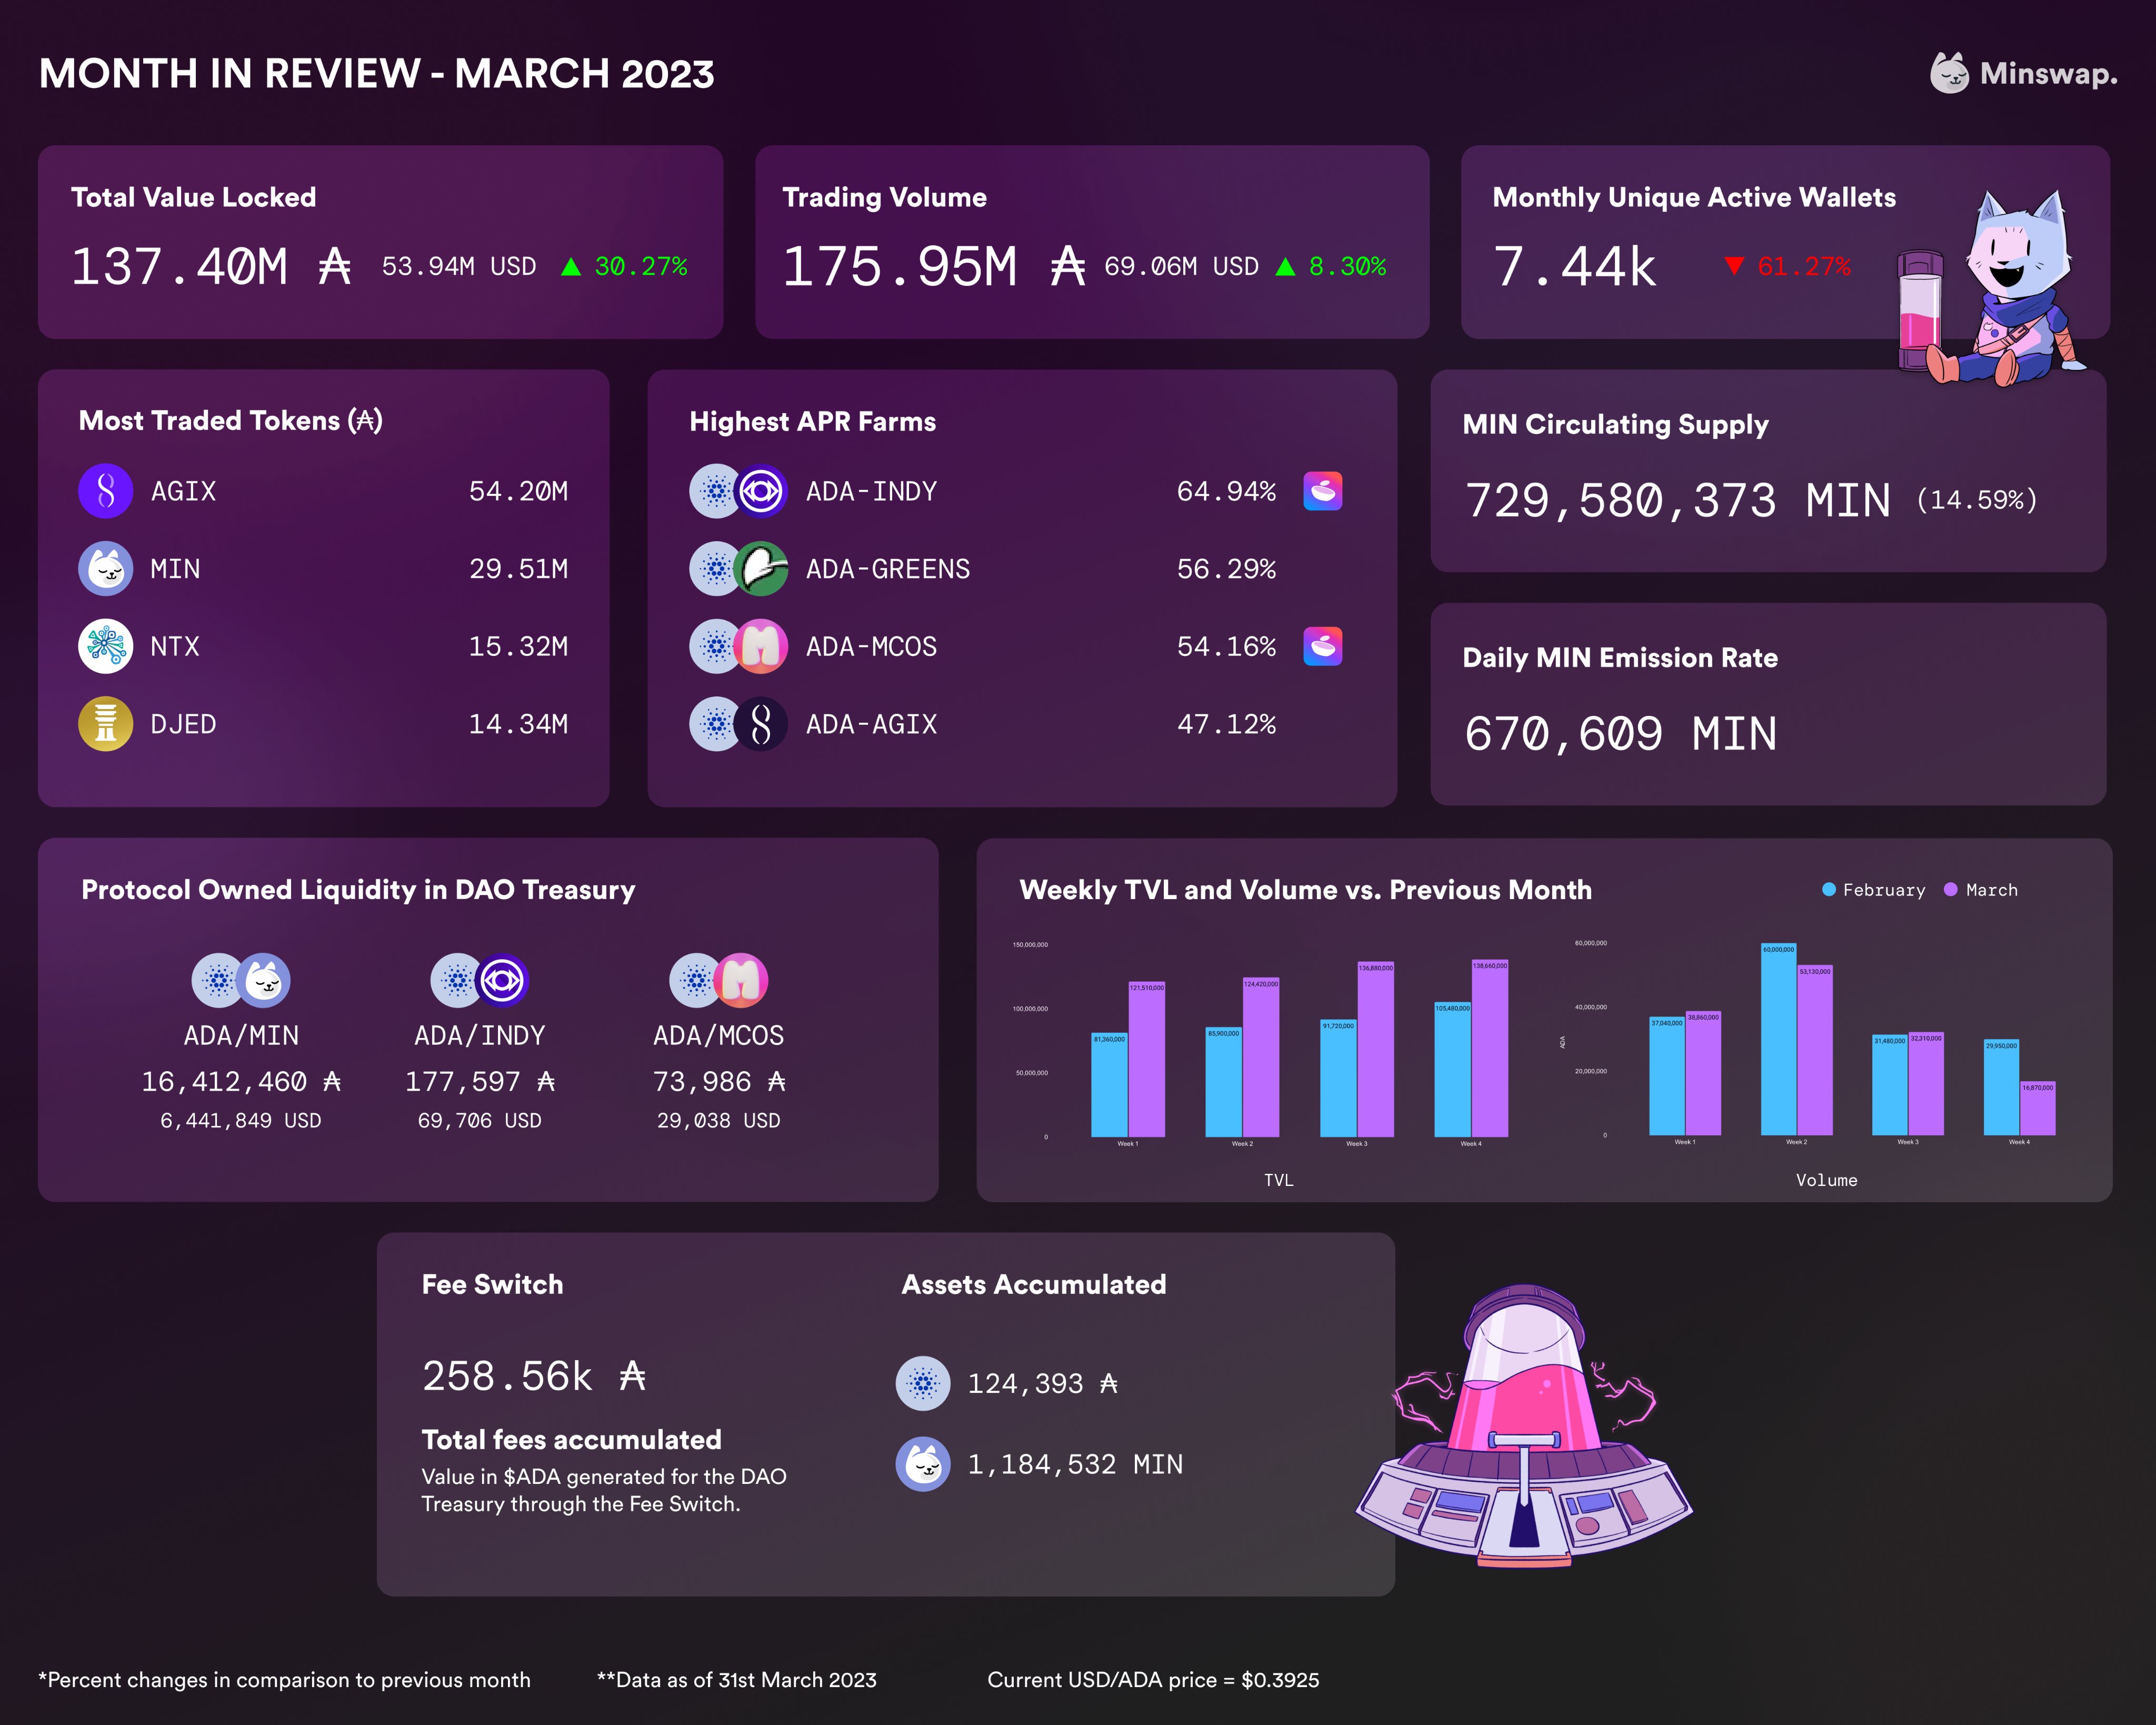 MONTH IN REVIEW - MARCH 2023
Minswap.
Total Value Locked
137.40M ₳ 53.94M USD ▲ 30.27%
Trading Volume
175.95M ₳ 69.06M USD ▲ 8.30%
Monthly Unique Active Wallets
7.44k ▼ 61.27%
Most Traded Tokens (₳)
AGIX 54.20M
MIN 29.51M
NTX 15.32M
DJED 14.34M
Highest APR Farms
ADA-INDY 64.94%
ADA-GREENS 56.29%
ADA-MCOS 54.16%
ADA-AGIX 47.12%
MIN Circulating Supply
729,580,373 MIN (14.59%)
Daily MIN Emission Rate
670,609 MIN
Protocol Owned Liquidity in DAO Treasury
ADA/MIN
16,412,460 ₳
6,441,849 USD
ADA/INDY
177,597 ₳
69,706 USD
ADA/MCOS
73,986 ₳
29,038 USD
Weekly TVL and Volume vs. Previous Month
February March
150,000,000
100,000,000
50,000,000
0
81,360,000
121,510,000
85,900,000
124,420,000
91,720,000
136,880,000
105,480,000
138,660,000
Week 1 Week 2 Week 3 Week 4
TVL
ADA
60,000,000
40,000,000
20,000,000
0
37,040,000
38,860,000
60,000,000
53,130,000
31,480,000
32,310,000
29,950,000
16,870,000
Week 1 Week 2 Week 3 Week 4
Volume
Fee Switch
258.56k ₳
Total fees accumulated
Value in $ADA generated for the DAO
Treasury through the Fee Switch.
Assets Accumulated
124,393 ₳
1,184,532 MIN
*Percent changes in comparison to previous month
**Data as of 31st March 2023
Current USD/ADA price = $0.3925